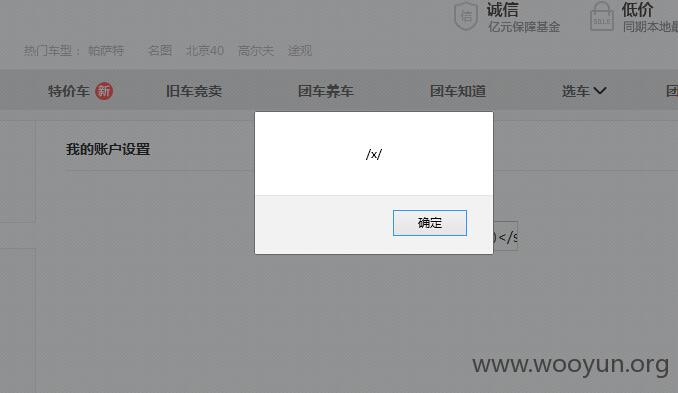 诚信
信
亿元保障基金
低价
SALE
同期本地最
热门车型： 帕萨特 名图 北京40 高尔夫 途观
特价车 新 旧车竞卖 团车养车 团车知道 选车 团
我的账户设置
/x/
)</s
确定
www.wooyun.org